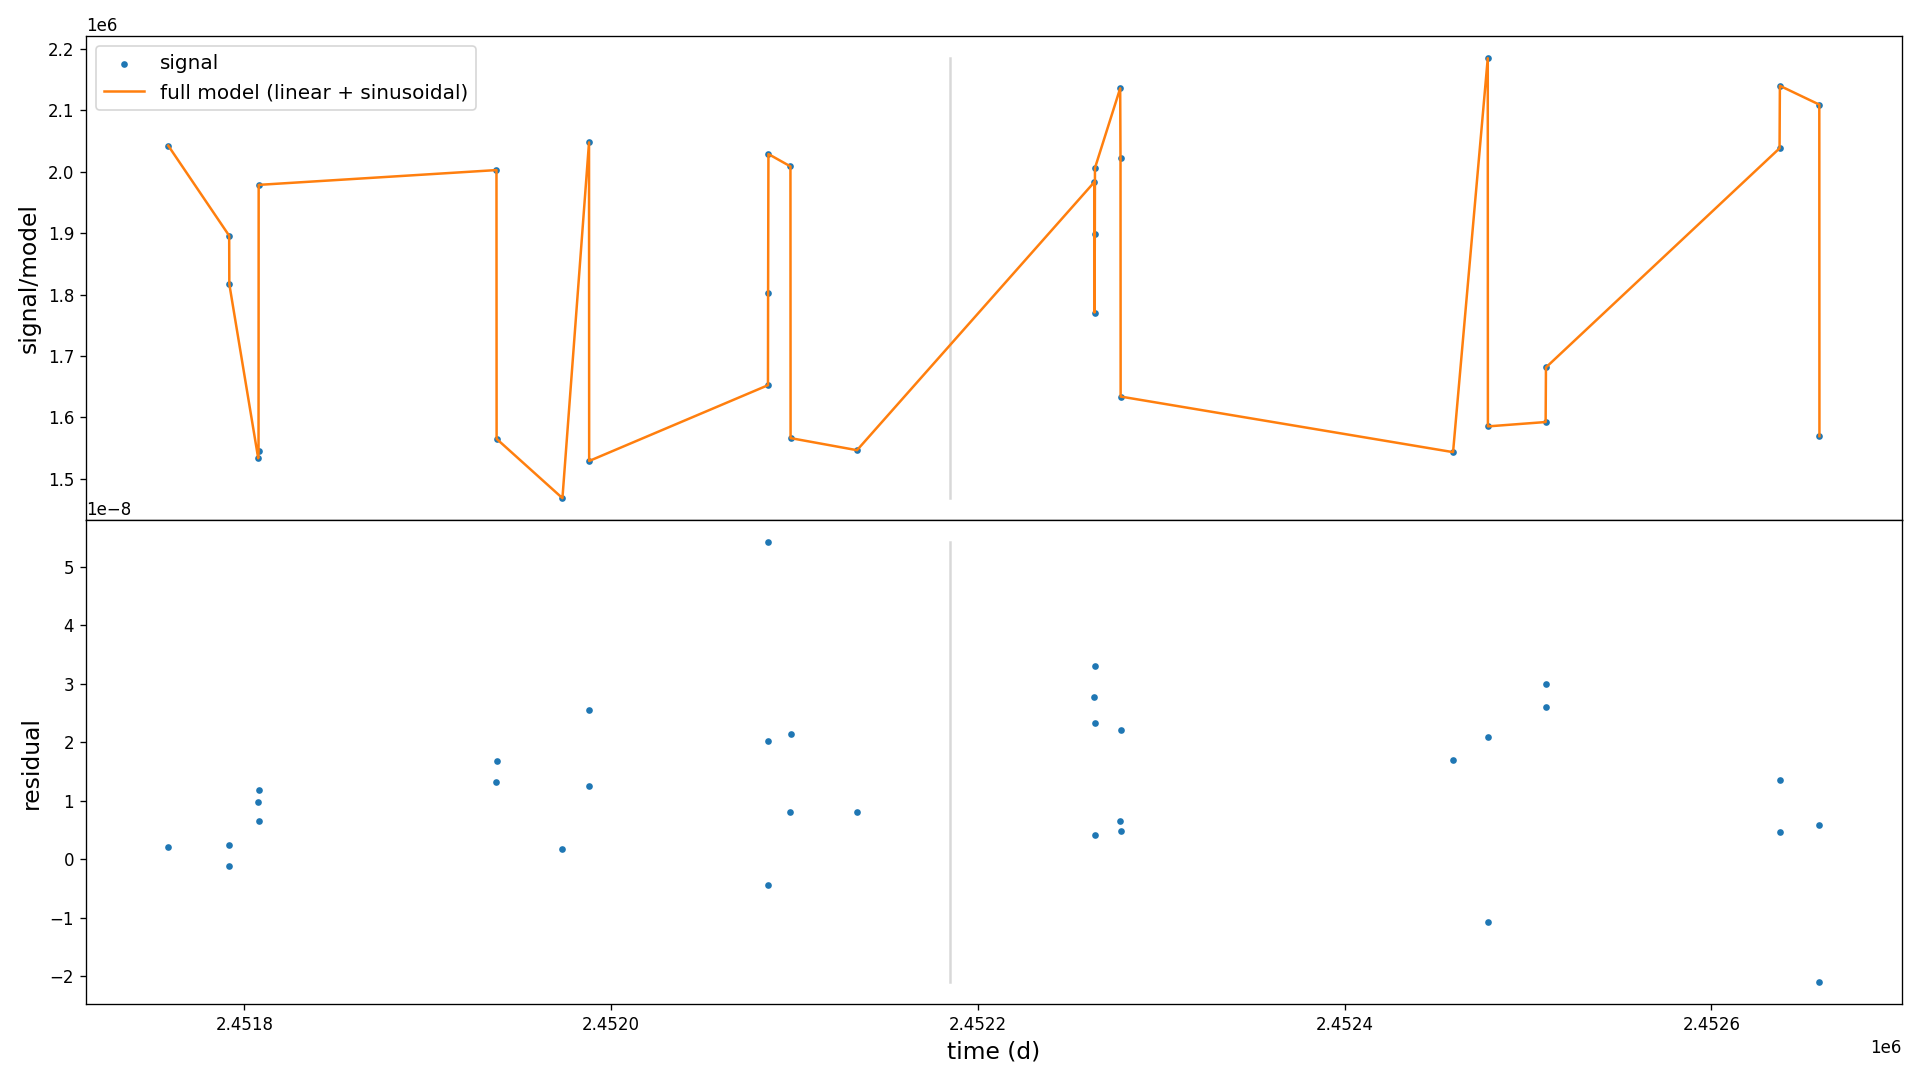 1e6
2.2
2.1
2.0
1.9
1.8
1.7
1.6
1.5
signal/model
signal
full model (linear + sinusoidal)
1e−8
5
4
3
2
1
0
−1
−2
residual
2.4518
2.4520
2.4522
2.4524
2.4526
1e6
time (d)